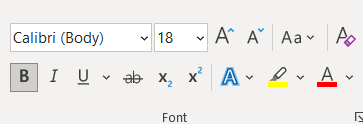 Calibri (Body) 18 A A Aa A
B I U ab x2 x2 A A
Font